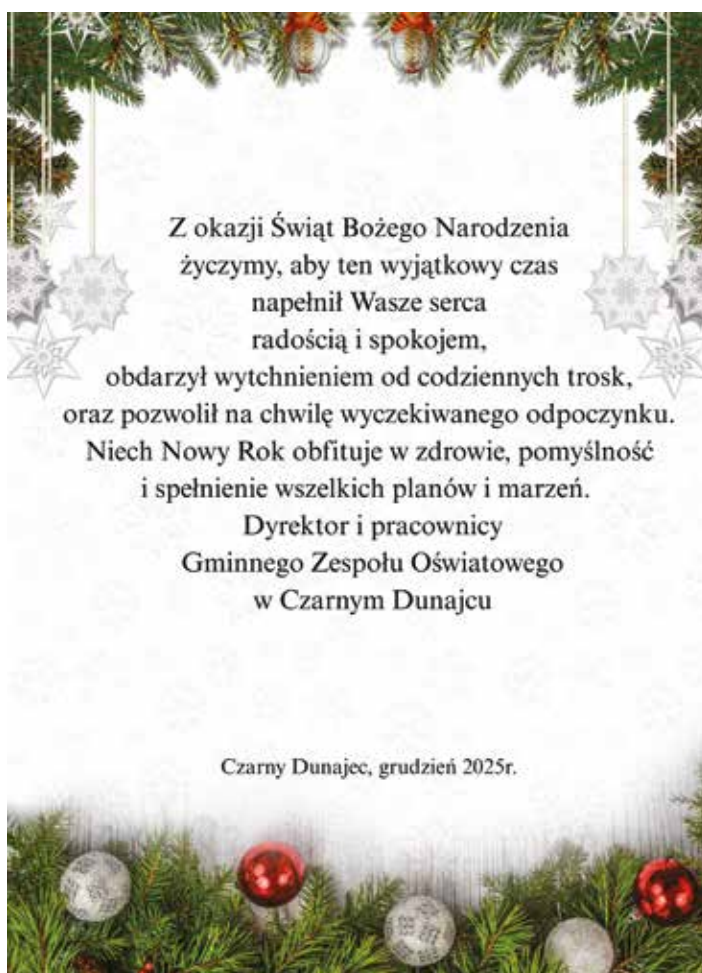 Z okazji Świąt Bożego Narodzenia
życzymy, aby ten wyjątkowy czas
napełnił Wasze serca
radością i spokojem,
obdarzył wytchnieniem od codziennych trosk,
oraz pozwolił na chwilę wyczekiwanego odpoczynku.
Niech Nowy Rok obfituje w zdrowie, pomyślność
i spełnienie wszelkich planów i marzeń.
Dyrektor i pracownicy
Gminnego Zespołu Oświatowego
w Czarnym Dunajcu
Czarny Dunajec, grudzień 2025r.